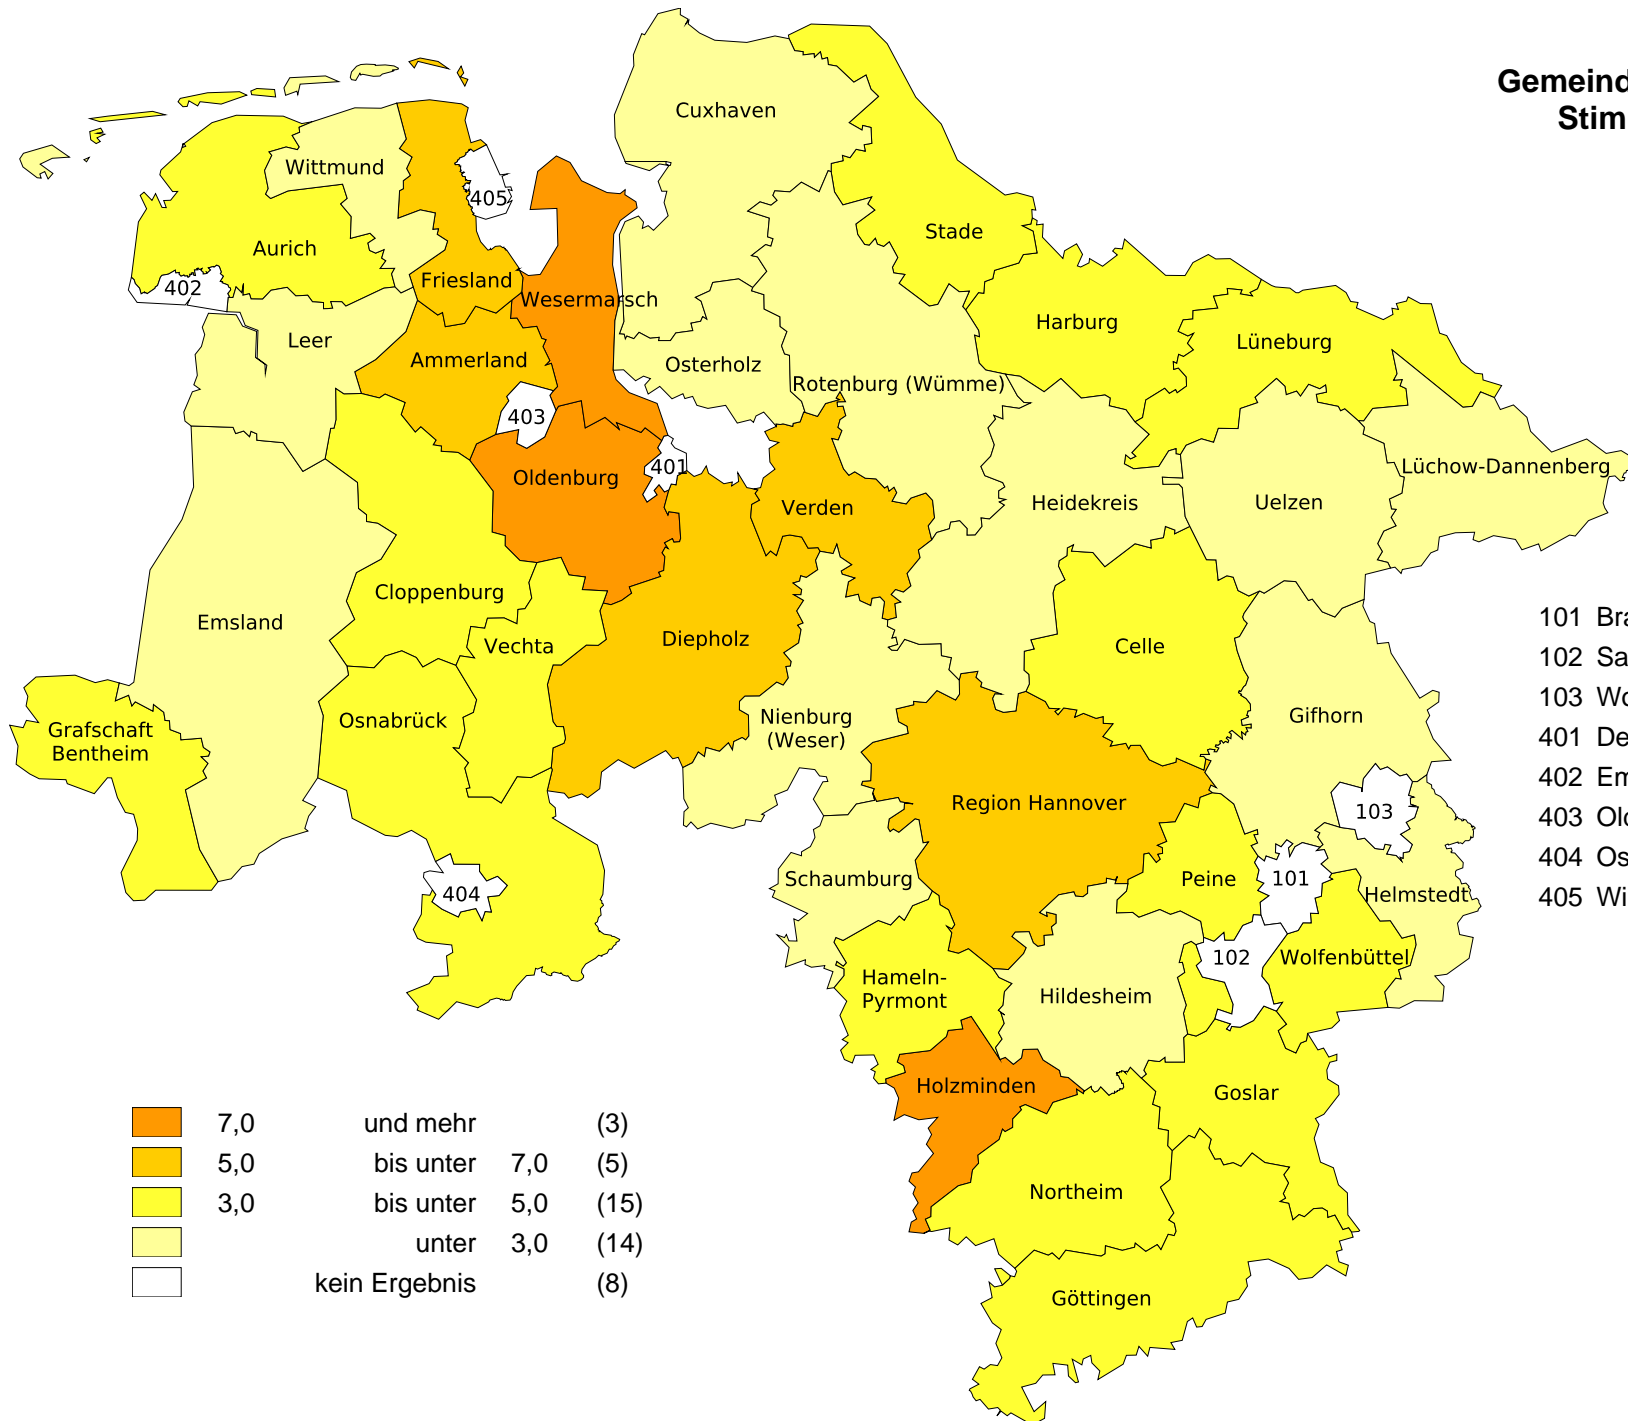 Gemeind
Stim
Cuxhaven
Wittmund
405
Stade
Aurich
Friesland
402
Wesermarsch
Harburg
Leer
Lüneburg
Ammerland
Osterholz
Rotenburg (Wümme)
403
401
Lüchow-Dannenberg
Oldenburg
Verden
Heidekreis
Uelzen
Cloppenburg
Emsland
Diepholz
Vechta
Celle
Grafschaft
Bentheim
Osnabrück
Nienburg
(Weser)
Gifhorn
Region Hannover
103
Schaumburg
Peine
101
404
Helmstedt
102
Wolfenbüttel
Hameln-
Pyrmont
Hildesheim
Holzminden
Goslar
Northeim
Göttingen
101 Bra
102 Sa
103 Wo
401 De
402 Em
403 Old
404 Os
405 Wi
7,0 und mehr (3)
5,0 bis unter 7,0 (5)
3,0 bis unter 5,0 (15)
unter 3,0 (14)
kein Ergebnis (8)